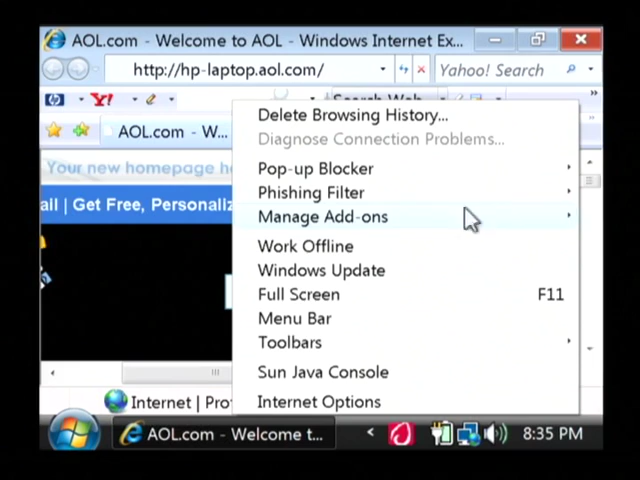 AOL.com - Welcome to AOL - Windows Internet Ex...
http://hp-laptop.aol.com/
Yahoo! Search
hp
Y!
Search Web
»
AOL.com - W...
»
Your new homepage
all | Get Free, Personaliz
Delete Browsing History...
Diagnose Connection Problems...
Pop-up Blocker
Phishing Filter
Manage Add-ons
Work Offline
Windows Update
Full Screen F11
Menu Bar
Toolbars
Sun Java Console
Internet Options
Internet | Pro
AOL.com - Welcome t...
8:35 PM